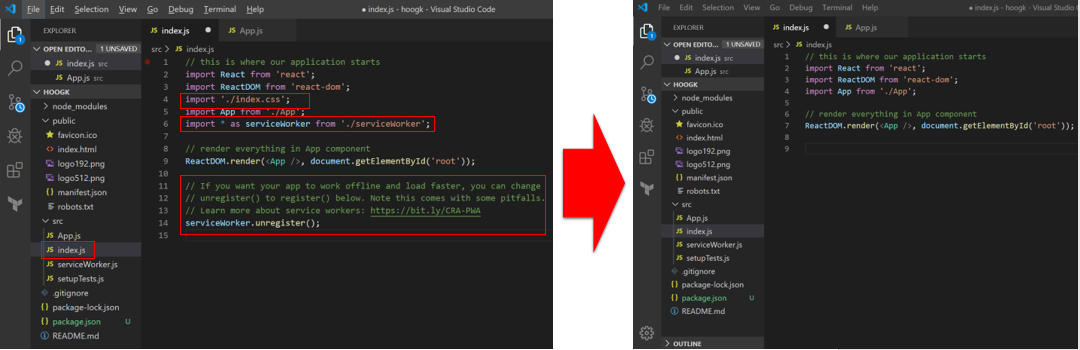 File Edit Selection View Go Debug Terminal Help
index.js - hoogk - Visual Studio Code
EXPLORER
OPEN EDITO... 1 UNSAVED
JS index.js src
JS App.js src
HOOGK
node_modules
public
favicon.ico
index.html
logo192.png
logo512.png
manifest.json
robots.txt
src
JS App.js
JS index.js
JS serviceWorker.js
JS setupTests.js
.gitignore
package-lock.json
package.json U
README.md
JS index.js JS App.js
src > JS index.js
1 // this is where our application starts
2 import React from 'react';
3 import ReactDOM from 'react-dom';
4 import './index.css';
5 import App from './App';
6 import * as serviceWorker from './serviceWorker';
7
8 // render everything in App component
9 ReactDOM.render(<App />, document.getElementById('root'));
10
11 // If you want your app to work offline and load faster, you can change
12 // unregister() to register() below. Note this comes with some pitfalls.
13 // Learn more about service workers: https://bit.ly/CRA-PWA
14 serviceWorker.unregister();
15
File Edit Selection View Go Debug Terminal Help
index.js - hoogk - Visual Studio Code
EXPLORER
OPEN EDITO... 1 UNSAVED
JS index.js src
JS App.js src
HOOGK
node_modules
public
favicon.ico
index.html
logo192.png
logo512.png
manifest.json
robots.txt
src
JS App.js
JS index.js
JS serviceWorker.js
JS setupTests.js
.gitignore
package-lock.json
package.json U
README.md
OUTLINE
JS index.js JS App.js
src > JS index.js
1 // this is where our application starts
2 import React from 'react';
3 import ReactDOM from 'react-dom';
4 import App from './App';
5
6 // render everything in App component
7 ReactDOM.render(<App />, document.getElementById('root'));
8
9